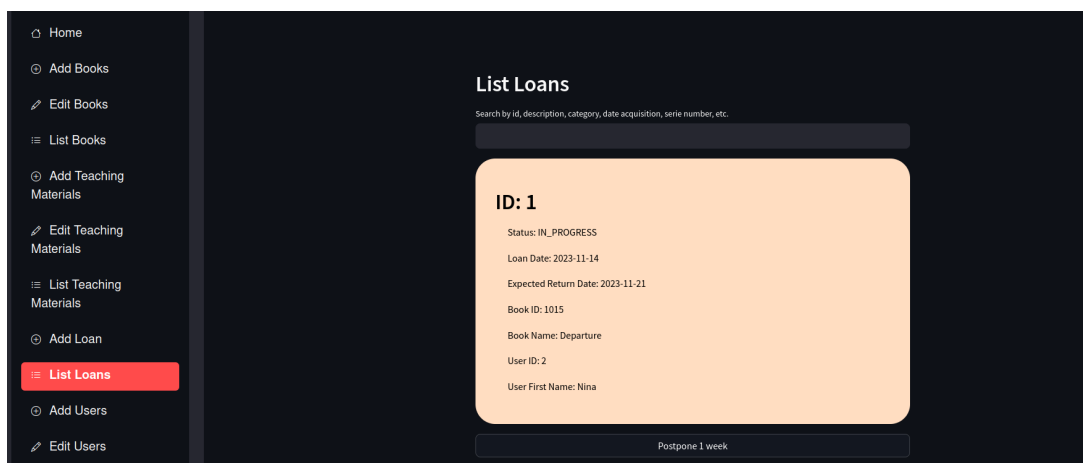 Home
Add Books
Edit Books
List Books
Add Teaching
Materials
Edit Teaching
Materials
List Teaching
Materials
Add Loan
List Loans
Add Users
Edit Users
List Loans
Search by id, description, category, date acquisition, serie number, etc.
ID: 1
Status: IN_PROGRESS
Loan Date: 2023-11-14
Expected Return Date: 2023-11-21
Book ID: 1015
Book Name: Departure
User ID: 2
User First Name: Nina
Postpone 1 week